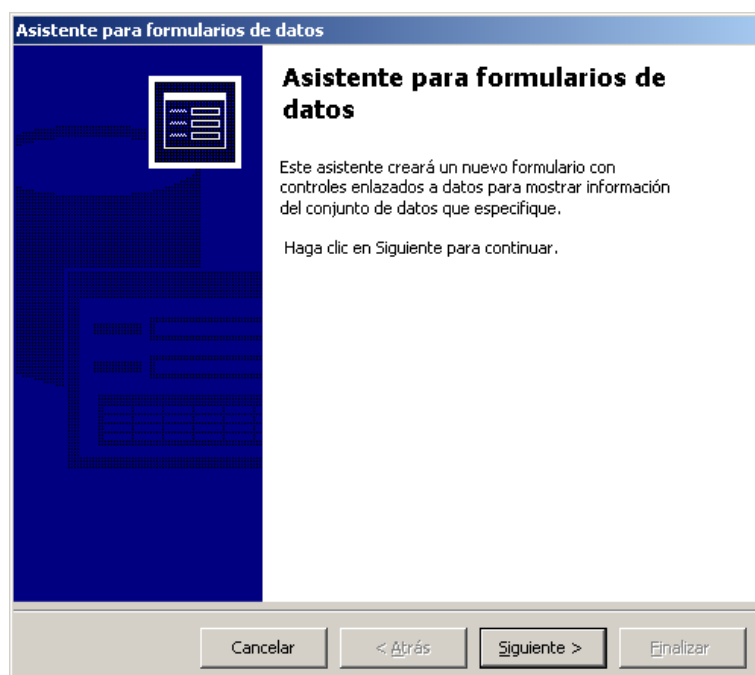 Asistente para formularios de datos
Asistente para formularios de
datos
Este asistente creará un nuevo formulario con
controles enlazados a datos para mostrar información
del conjunto de datos que especifique.
Haga clic en Siguiente para continuar.
Cancelar
< Atrás
Siguiente >
Finalizar